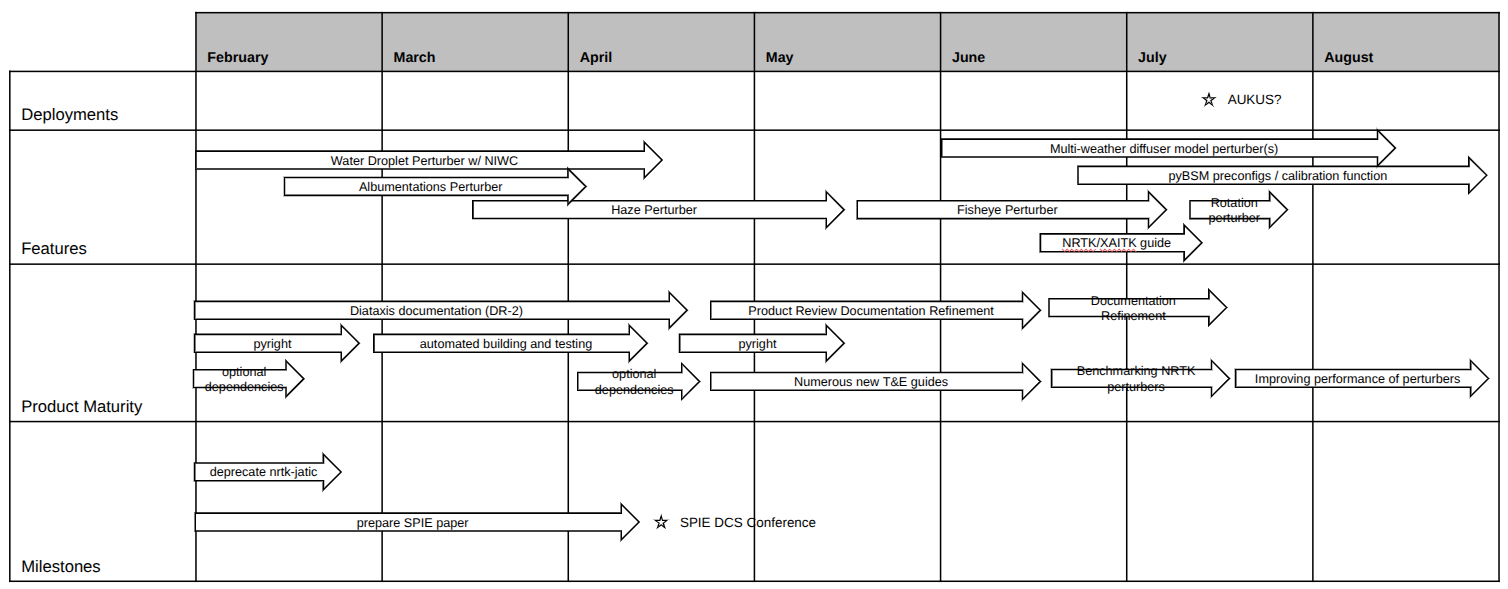 February March April May June July August
AUKUS?
Deployments
Multi-weather diffuser model perturber(s)
Water Droplet Perturber w/ NIWC
pyBSM preconfigs / calibration function
Albumentations Perturber
Haze Perturber
Fisheye Perturber
Rotation
perturber
NRTK/XAITK guide
Features
Diataxis documentation (DR-2)
Product Review Documentation Refinement
Documentation
Refinement
pyright
automated building and testing
pyright
optional
dependencies
optional
dependencies
Numerous new T&E guides
Benchmarking NRTK
perturbers
Improving performance of perturbers
Product Maturity
deprecate nrtk-jatic
prepare SPIE paper
SPIE DCS Conference
Milestones